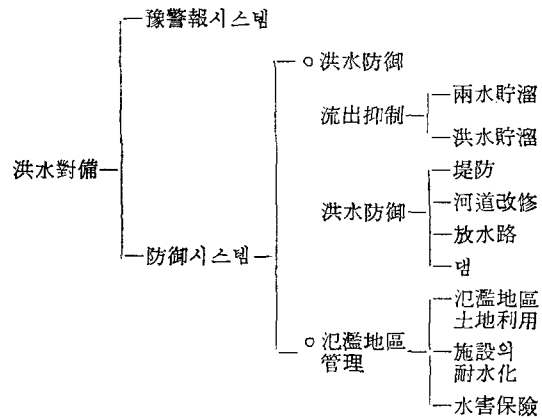 豫警報시스템
○ 洪水防御
兩水貯溜
流出抑制
洪水貯溜
洪水對備
堤防
洪水防御
河道改修
放水路
防御시스템
댐
氾濫地區
土地利用
○ 氾濫地區
管理
施設의
耐水化
水害保險